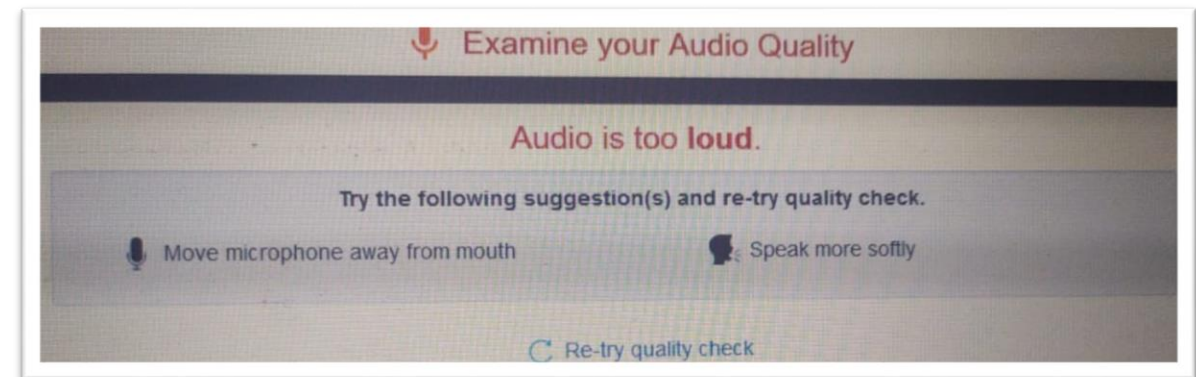 Examine your Audio Quality
Audio is too loud.
Try the following suggestion(s) and re-try quality check.
Move microphone away from mouth
Speak more softly
Re-try quality check